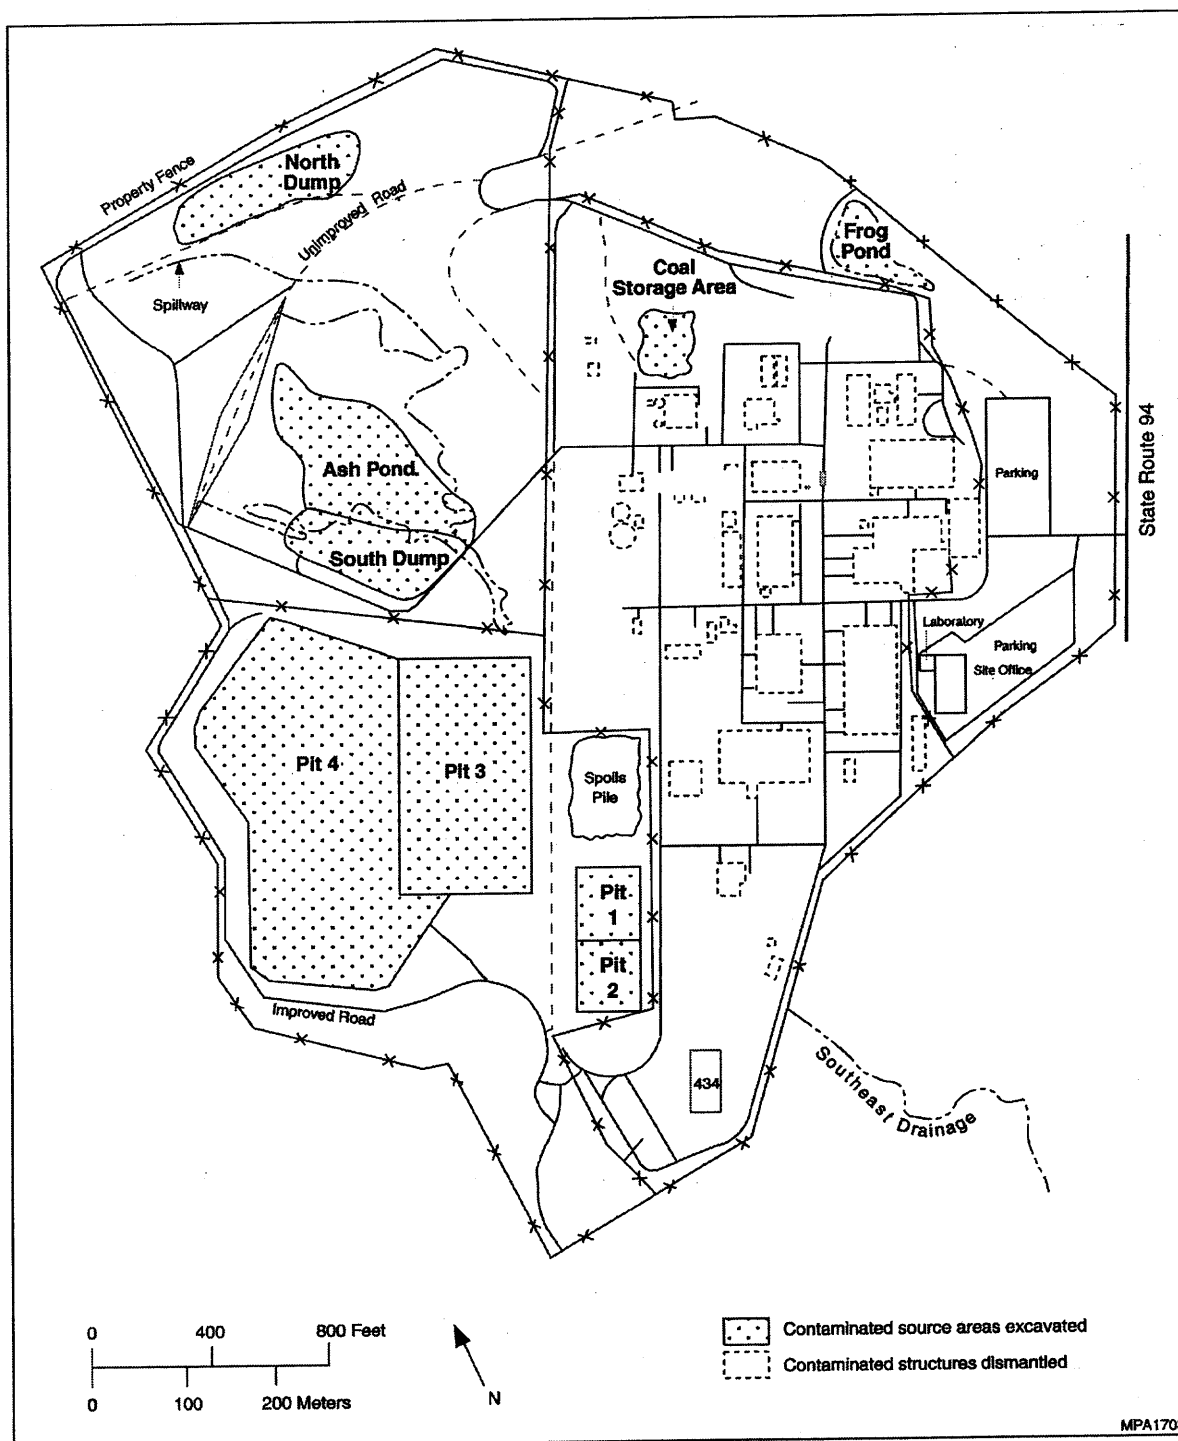 Property Fence
North
Dump
Unimproved Road
Spillway
Frog
Pond
Coal
Storage Area
State Route 94
Ash Pond.
Parking
South Dump
Laboratory
Parking
Site Office
Pit 4
Pit 3
Spoils
Pile
Pit
1
Pit
2
Improved Road
434
Southeast Drainage
0 400 800 Feet
0 100 200 Meters
N
Contaminated source areas excavated
Contaminated structures dismantled